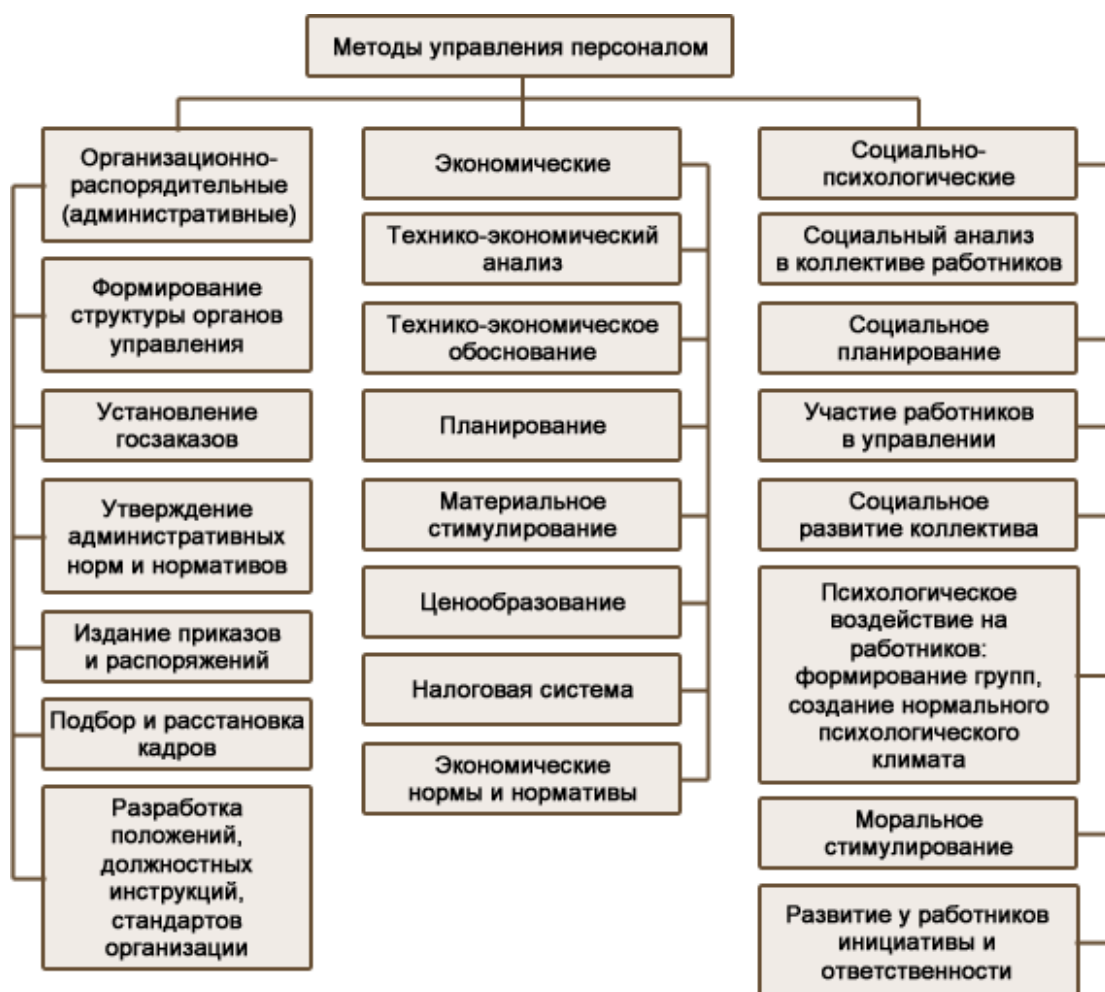 Методы управления персоналом
Организационно-
распорядительные
(административные)
Формирование
структуры органов
управления
Установление
госзаказов
Утверждение
административных
норм и нормативов
Издание приказов
и распоряжений
Подбор и расстановка
кадров
Разработка
положений,
должностных
инструкций,
стандартов
организации
Экономические
Технико-экономический
анализ
Технико-экономическое
обоснование
Планирование
Материальное
стимулирование
Ценообразование
Налоговая система
Экономические
нормы и нормативы
Социально-
психологические
Социальный анализ
в коллективе работников
Социальное
планирование
Участие работников
в управлении
Социальное
развитие коллектива
Психологическое
воздействие на
работников:
формирование групп,
создание нормального
психологического
климата
Моральное
стимулирование
Развитие у работников
инициативы и
ответственности